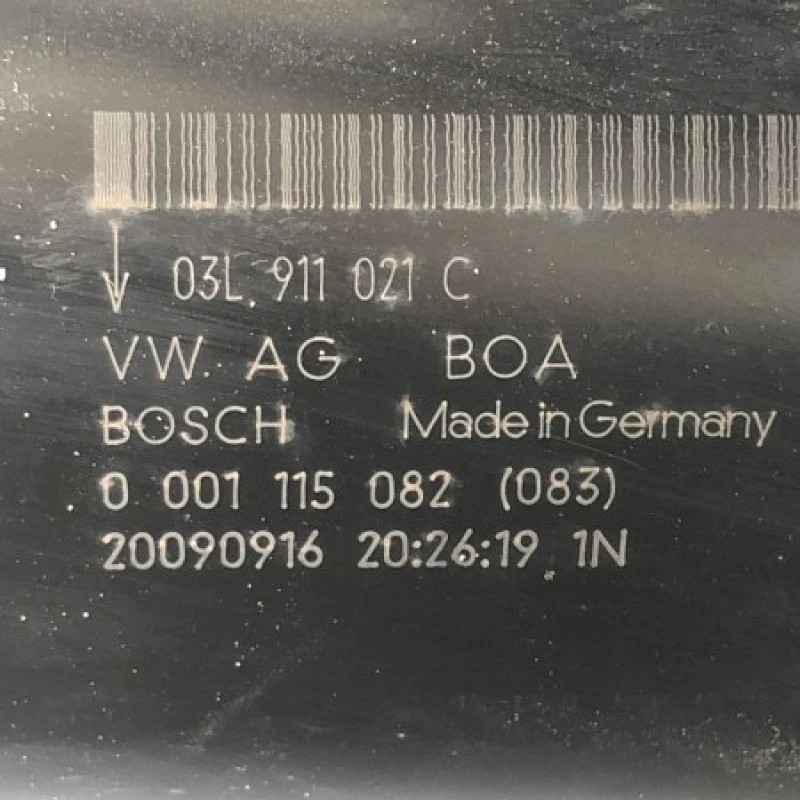 03L 911 021 C
VW AG BOA
BOSCH Made in Germany
0 001 115 082 (083)
20090916 20:26:19 1N